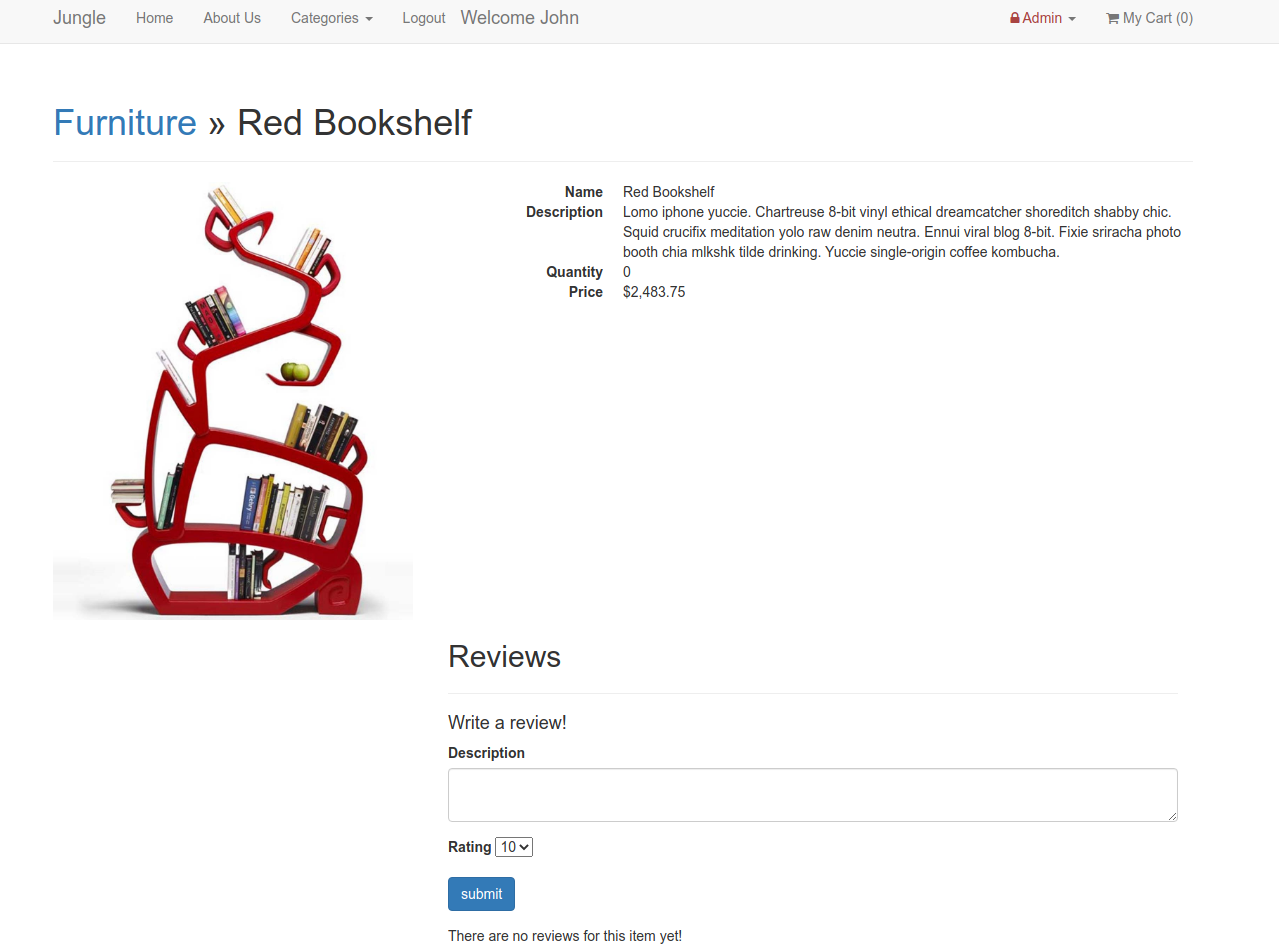 Jungle Home About Us Categories Logout Welcome John Admin My Cart (0)
Furniture » Red Bookshelf
Name Red Bookshelf
Description Lomo iphone yuccie. Chartreuse 8-bit vinyl ethical dreamcatcher shoreditch shabby chic.
Squid crucifix meditation yolo raw denim neutra. Ennui viral blog 8-bit. Fixie sriracha photo
booth chia mlkshk tilde drinking. Yuccie single-origin coffee kombucha.
Quantity 0
Price $2,483.75
Reviews
Write a review!
Description
Rating 10
submit
There are no reviews for this item yet!